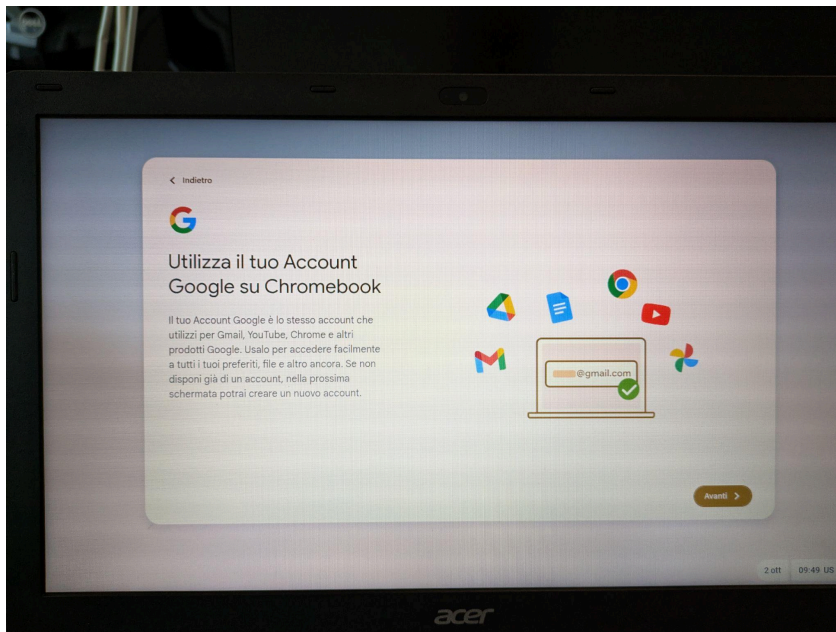 DELL
Indietro
Utilizza il tuo Account
Google su Chromebook
Il tuo Account Google è lo stesso account che
utilizzi per Gmail, YouTube, Chrome e altri
prodotti Google. Usalo per accedere facilmente
a tutti i tuoi preferiti, file e altro ancora. Se non
disponi già di un account, nella prossima
schermata potrai creare un nuovo account.
@gmail.com
Avanti
2 ott 09:49 US
acer